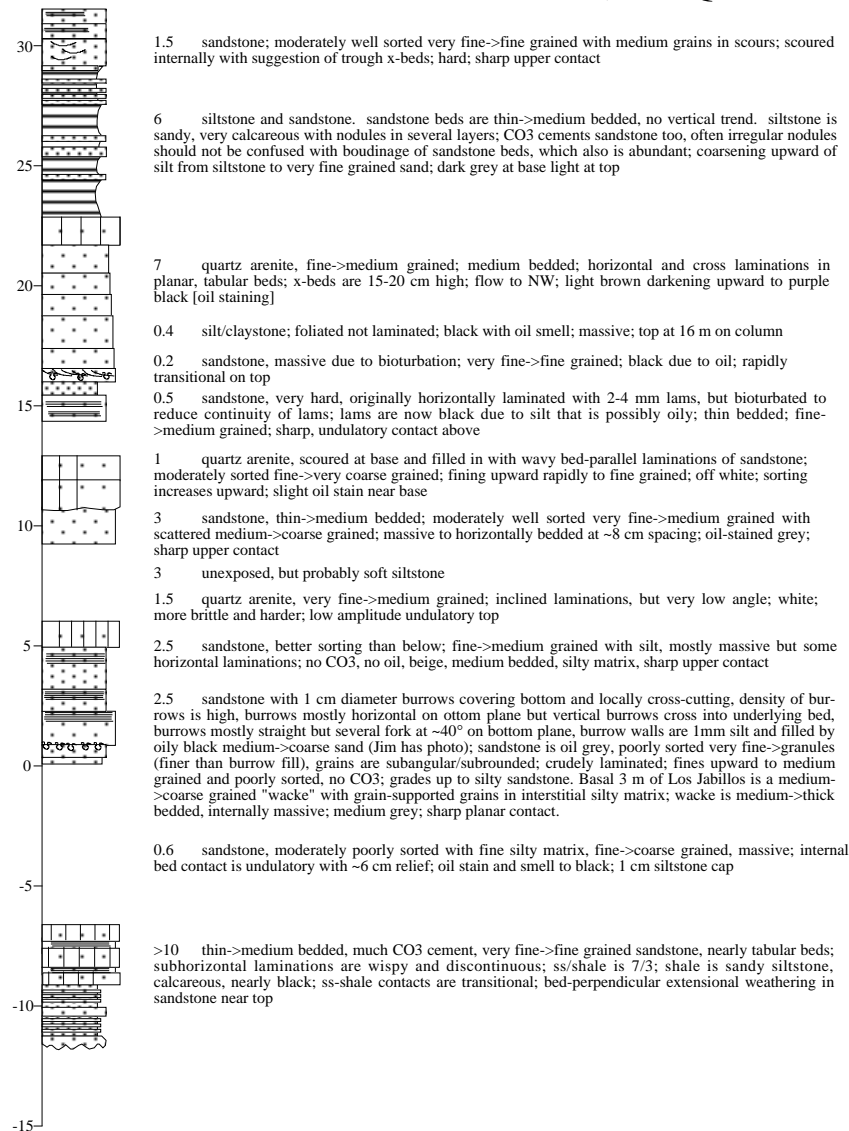 30
1.5 sandstone; moderately well sorted very fine->fine grained with medium grains in scours; scoured
internally with suggestion of trough x-beds; hard; sharp upper contact
6 siltstone and sandstone. sandstone beds are thin->medium bedded, no vertical trend. siltstone is
sandy, very calcareous with nodules in several layers; CO3 cements sandstone too, often irregular nodules
should not be confused with boudinage of sandstone beds, which also is abundant; coarsening upward of
silt from siltstone to very fine grained sand; dark grey at base light at top
25
7 quartz arenite, fine->medium grained; medium bedded; horizontal and cross laminations in
planar, tabular beds; x-beds are 15-20 cm high; flow to NW; light brown darkening upward to purple
black [oil staining]
20
0.4 silt/claystone; foliated not laminated; black with oil smell; massive; top at 16 m on column
0.2 sandstone, massive due to bioturbation; very fine->fine grained; black due to oil; rapidly
transitional on top
0.5 sandstone, very hard, originally horizontally laminated with 2-4 mm lams, but bioturbated to
reduce continuity of lams; lams are now black due to silt that is possibly oily; thin bedded; fine-
>medium grained; sharp, undulatory contact above
15
1 quartz arenite, scoured at base and filled in with wavy bed-parallel laminations of sandstone;
moderately sorted fine->very coarse grained; fining upward rapidly to fine grained; off white; sorting
increases upward; slight oil stain near base
10
3 sandstone, thin->medium bedded; moderately well sorted very fine->medium grained with
scattered medium->coarse grained; massive to horizontally bedded at ~8 cm spacing; oil-stained grey;
sharp upper contact
3 unexposed, but probably soft siltstone
1.5 quartz arenite, very fine->medium grained; inclined laminations, but very low angle; white;
more brittle and harder; low amplitude undulatory top
5
2.5 sandstone, better sorting than below; fine->medium grained with silt, mostly massive but some
horizontal laminations; no CO3, no oil, beige, medium bedded, silty matrix, sharp upper contact
2.5 sandstone with 1 cm diameter burrows covering bottom and locally cross-cutting, density of bur-
rows is high, burrows mostly horizontal on ottom plane but vertical burrows cross into underlying bed,
burrows mostly straight but several fork at ~40° on bottom plane, burrow walls are 1mm silt and filled by
oily black medium->coarse sand (Jim has photo); sandstone is oil grey, poorly sorted very fine->granules
(finer than burrow fill), grains are subangular/subrounded; crudely laminated; fines upward to medium
grained and poorly sorted, no CO3; grades up to silty sandstone. Basal 3 m of Los Jabillos is a medium-
>coarse grained "wacke" with grain-supported grains in interstitial silty matrix; wacke is medium->thick
bedded, internally massive; medium grey; sharp planar contact.
0
0.6 sandstone, moderately poorly sorted with fine silty matrix, fine->coarse grained, massive; internal
bed contact is undulatory with ~6 cm relief; oil stain and smell to black; 1 cm siltstone cap
-5
>10 thin->medium bedded, much CO3 cement, very fine->fine grained sandstone, nearly tabular beds;
subhorizontal laminations are wispy and discontinuous; ss/shale is 7/3; shale is sandy siltstone,
calcareous, nearly black; ss-shale contacts are transitional; bed-perpendicular extensional weathering in
sandstone near top
-10
-15